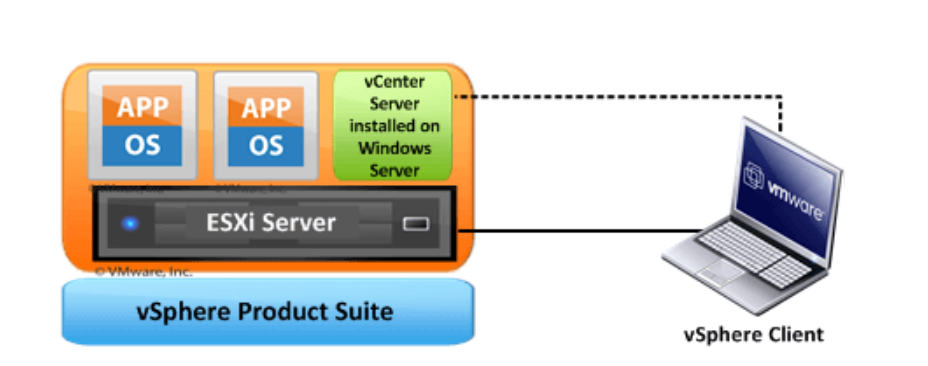 APP
OS
APP
OS
vCenter
Server
installed on
Windows
Server
ESXi Server
© VMware, Inc.
vSphere Product Suite
vmware
vSphere Client